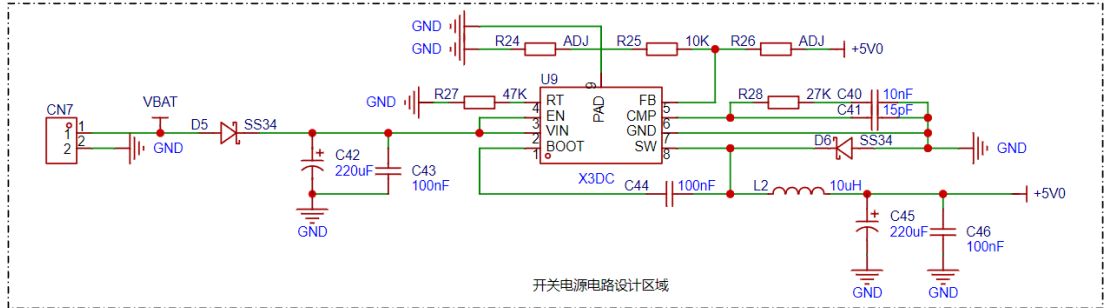 GND
GND R24 ADJ R25 10K R26 ADJ +5V0
U9
CN7 VBAT GND R27 47K RT PAD 9 FB R28 27K C40 10nF
4 EN CMP 5 C41 15pF
1 1 D5 SS34 3 VIN GND 6
2 2 GND 2 BOOT SW 7 D6 SS34 GND
1 8
C42 C43 X3DC
220uF 100nF C44 100nF L2 10uH +5V0
GND C45 C46
220uF 100nF
GND GND
开关电源电路设计区域